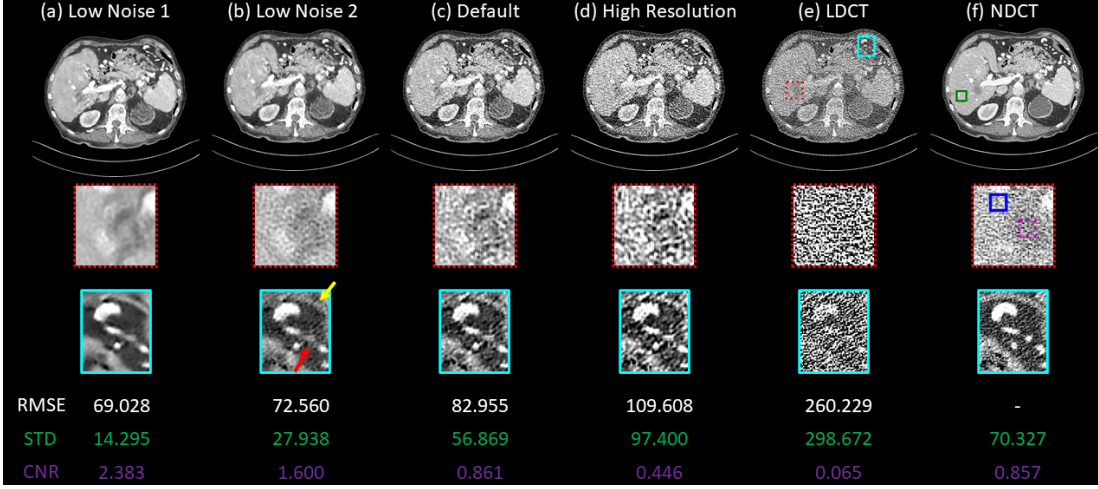 (a) Low Noise 1 (b) Low Noise 2 (c) Default (d) High Resolution (e) LDCT (f) NDCT
RMSE 69.028 72.560 82.955 109.608 260.229 -
STD 14.295 27.938 56.869 97.400 298.672 70.327
CNR 2.383 1.600 0.861 0.446 0.065 0.857